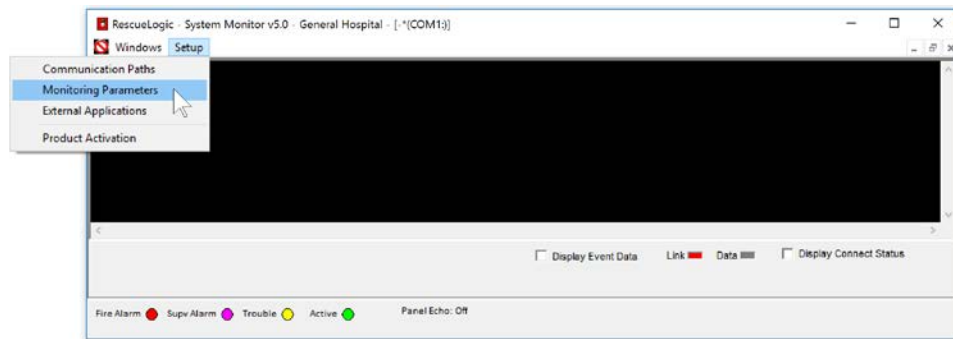 RescueLogic - System Monitor v5.0 - General Hospital - [-*(COM1:)]
Windows Setup
Communication Paths
Monitoring Parameters
External Applications
Product Activation
Display Event Data Link Data Display Connect Status
Fire Alarm Supv Alarm Trouble Active Panel Echo: Off